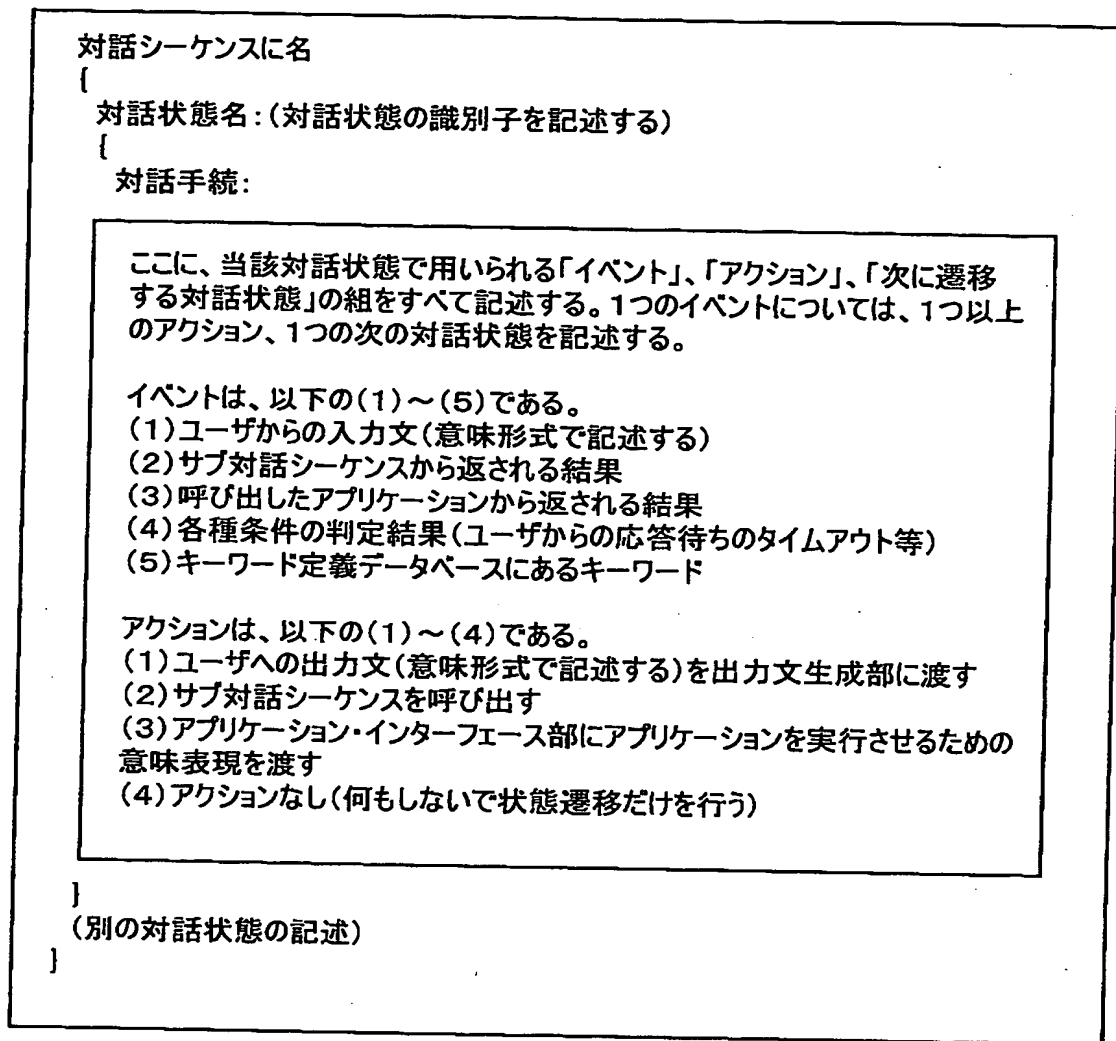 対話シーケンスに名
{
対話状態名:(対話状態の識別子を記述する)
{
対話手続:
ここに、当該対話状態で用いられる「イベント」、「アクション」、「次に遷移
する対話状態」の組をすべて記述する。1つのイベントについては、1つ以上
のアクション、1つの次の対話状態を記述する。
イベントは、以下の(1)～(5)である。
(1)ユーザからの入力文(意味形式で記述する)
(2)サブ対話シーケンスから返される結果
(3)呼び出したアプリケーションから返される結果
(4)各種条件の判定結果(ユーザからの応答待ちのタイムアウト等)
(5)キーワード定義データベースにあるキーワード
アクションは、以下の(1)～(4)である。
(1)ユーザへの出力文(意味形式で記述する)を出力文生成部に渡す
(2)サブ対話シーケンスを呼び出す
(3)アプリケーション・インターフェース部にアプリケーションを実行させるための
意味表現を渡す
(4)アクションなし(何もしないで状態遷移だけを行う)
}
(別の対話状態の記述)
}